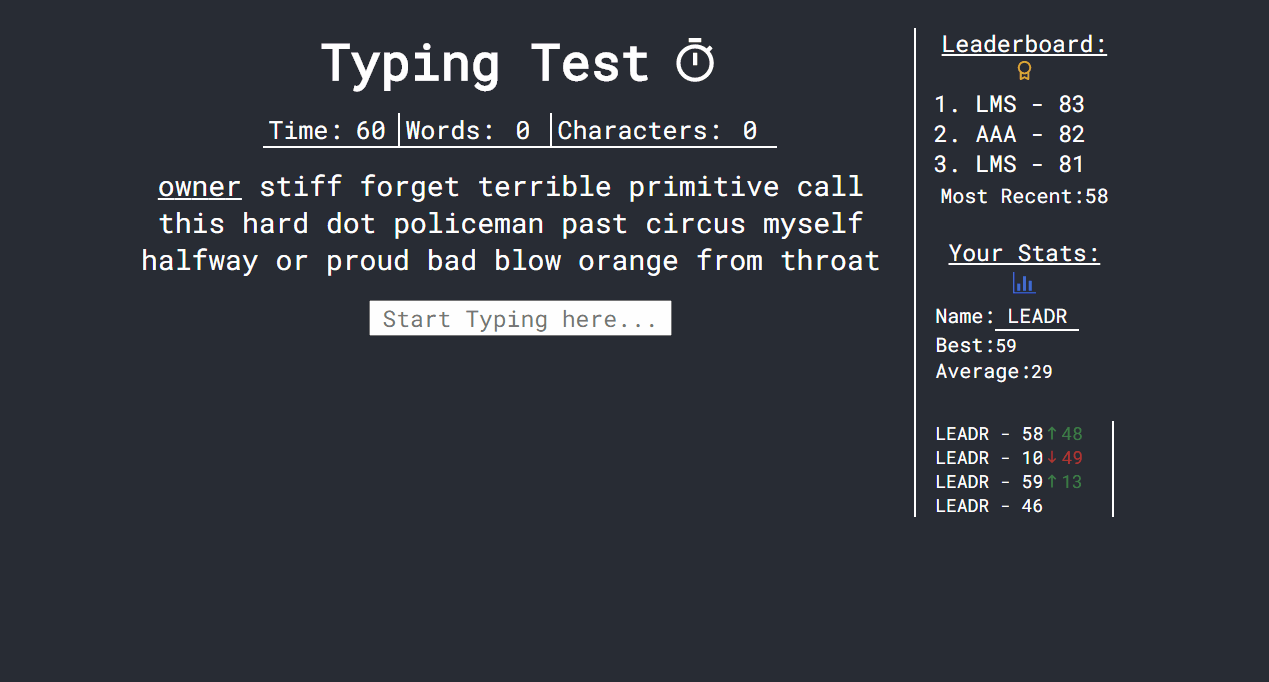 Typing Test
Time: 60 Words: 0 Characters: 0
owner stiff forget terrible primitive call
this hard dot policeman past circus myself
halfway or proud bad blow orange from throat
Start Typing here...
Leaderboard:
1. LMS - 83
2. AAA - 82
3. LMS - 81
Most Recent:58
Your Stats:
Name: LEADR
Best:59
Average:29
LEADR - 58↑48
LEADR - 10↓49
LEADR - 59↑13
LEADR - 46